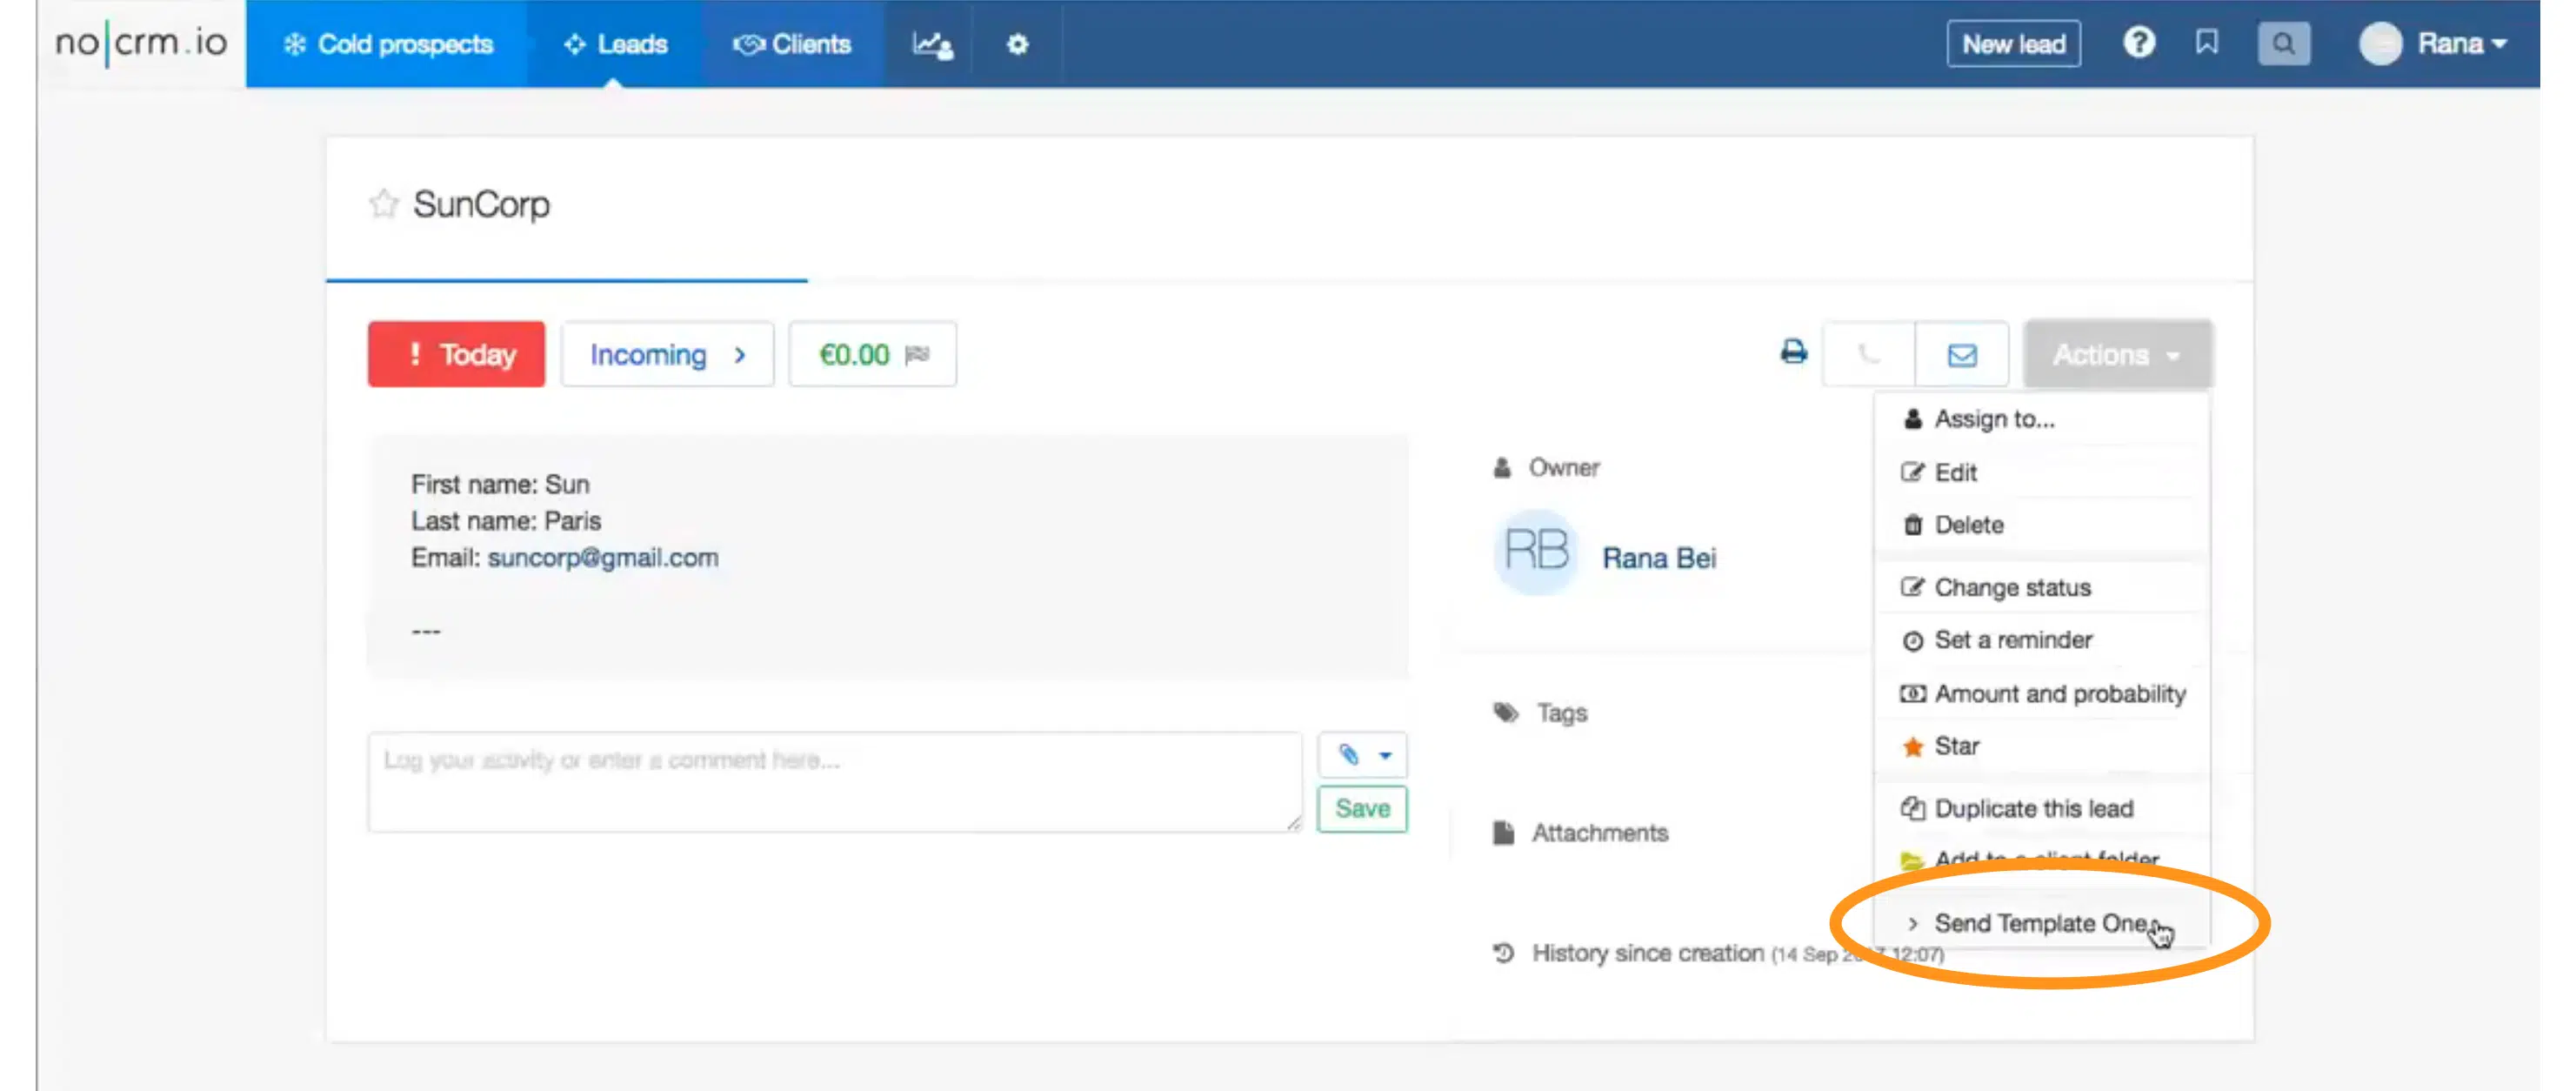 no|crm.io
Cold prospects
Leads
Clients
New lead
?
Rana
SunCorp
! Today
Incoming >
€0.00
Actions
Assign to...
Edit
Delete
Change status
Set a reminder
Amount and probability
Star
Duplicate this lead
Add to a client folder
> Send Template One
First name: Sun
Last name: Paris
Email: suncorp@gmail.com
---
Log your activity or enter a comment here...
Save
Owner
RB
Rana Bei
Tags
Attachments
History since creation (14 Sep 12:07)